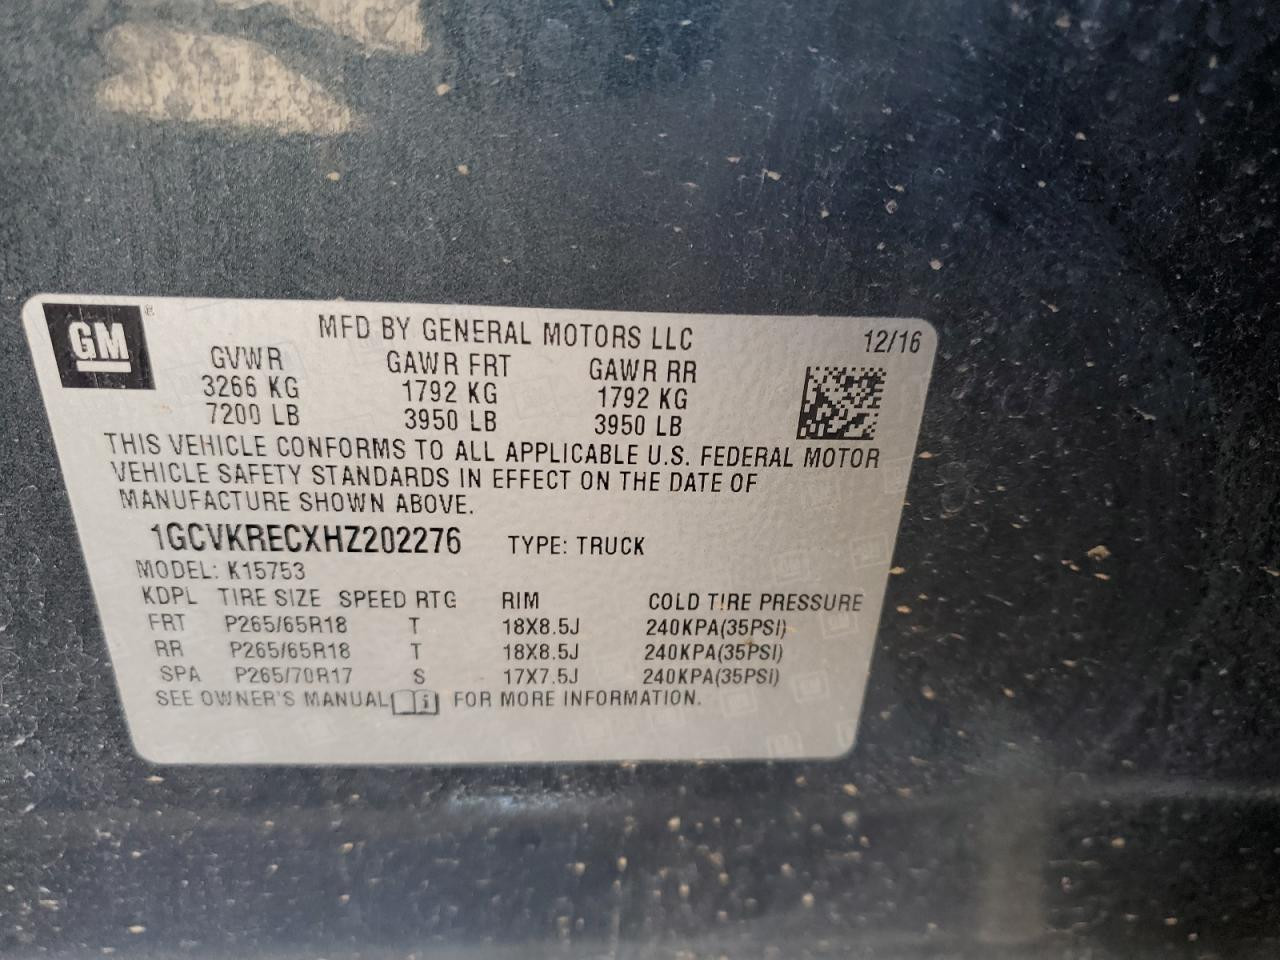 GM
MFD BY GENERAL MOTORS LLC 12/16
GVWR GAWR FRT GAWR RR
3266 KG 1792 KG 1792 KG
7200 LB 3950 LB 3950 LB
THIS VEHICLE CONFORMS TO ALL APPLICABLE U.S. FEDERAL MOTOR
VEHICLE SAFETY STANDARDS IN EFFECT ON THE DATE OF
MANUFACTURE SHOWN ABOVE.
1GCVKRECXHZ202276 TYPE: TRUCK
MODEL: K15753
KDPL TIRE SIZE SPEED RTG RIM COLD TIRE PRESSURE
FRT P265/65R18 T 18X8.5J 240KPA(35PSI)
RR P265/65R18 T 18X8.5J 240KPA(35PSI)
SPA P265/70R17 S 17X7.5J 240KPA(35PSI)
SEE OWNER'S MANUAL i FOR MORE INFORMATION.